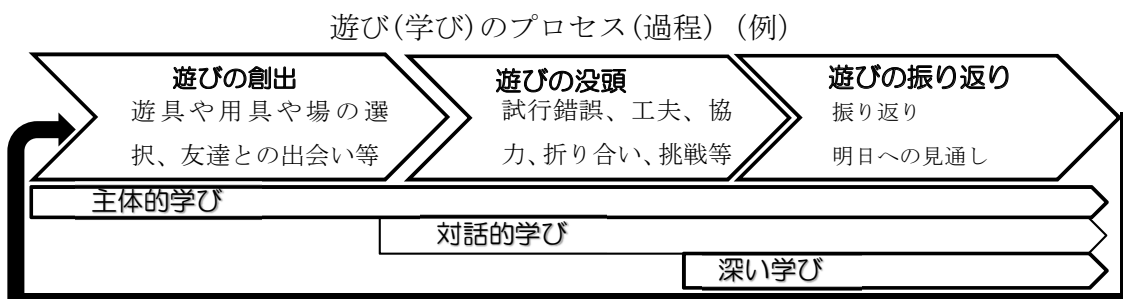 遊び(学び)のプロセス(過程) (例)
遊びの創出
遊具や用具や場の選
択、友達との出会い等
遊びの没頭
試行錯誤、工夫、協
力、折り合い、挑戦等
遊びの振り返り
振り返り
明日への見通し
主体的学び
対話的学び
深い学び